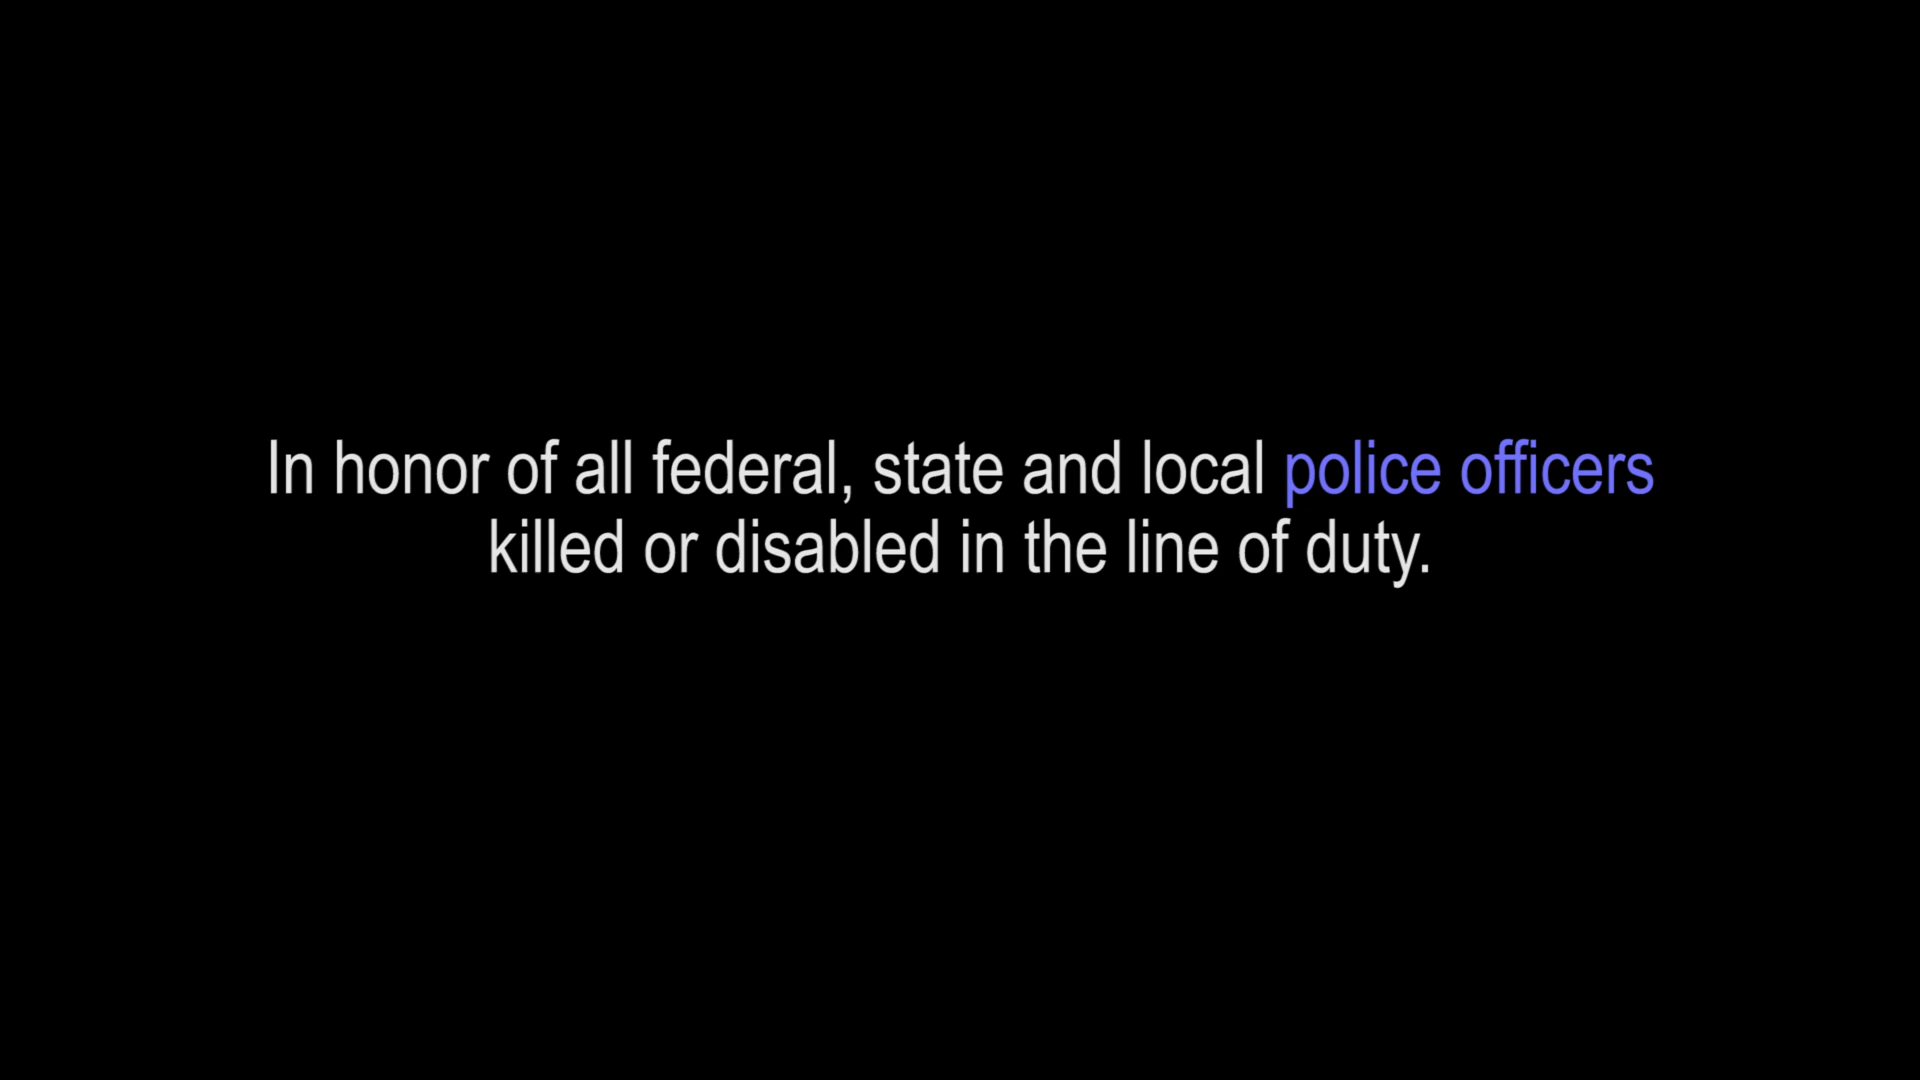 In honor of all federal, state and local police officers
killed or disabled in the line of duty.